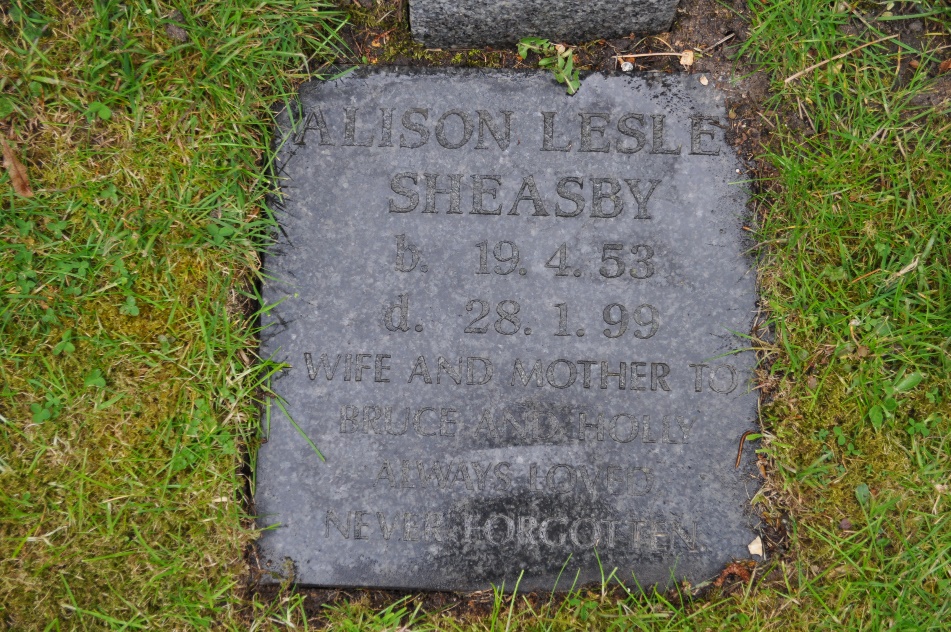 ALISON LESLE
SHEASBY
b. 19. 4. 53
d. 28. 1. 99
WIFE AND MOTHER TO
BRUCE AND HOLLY
ALWAYS LOVED
NEVER FORGOTTEN